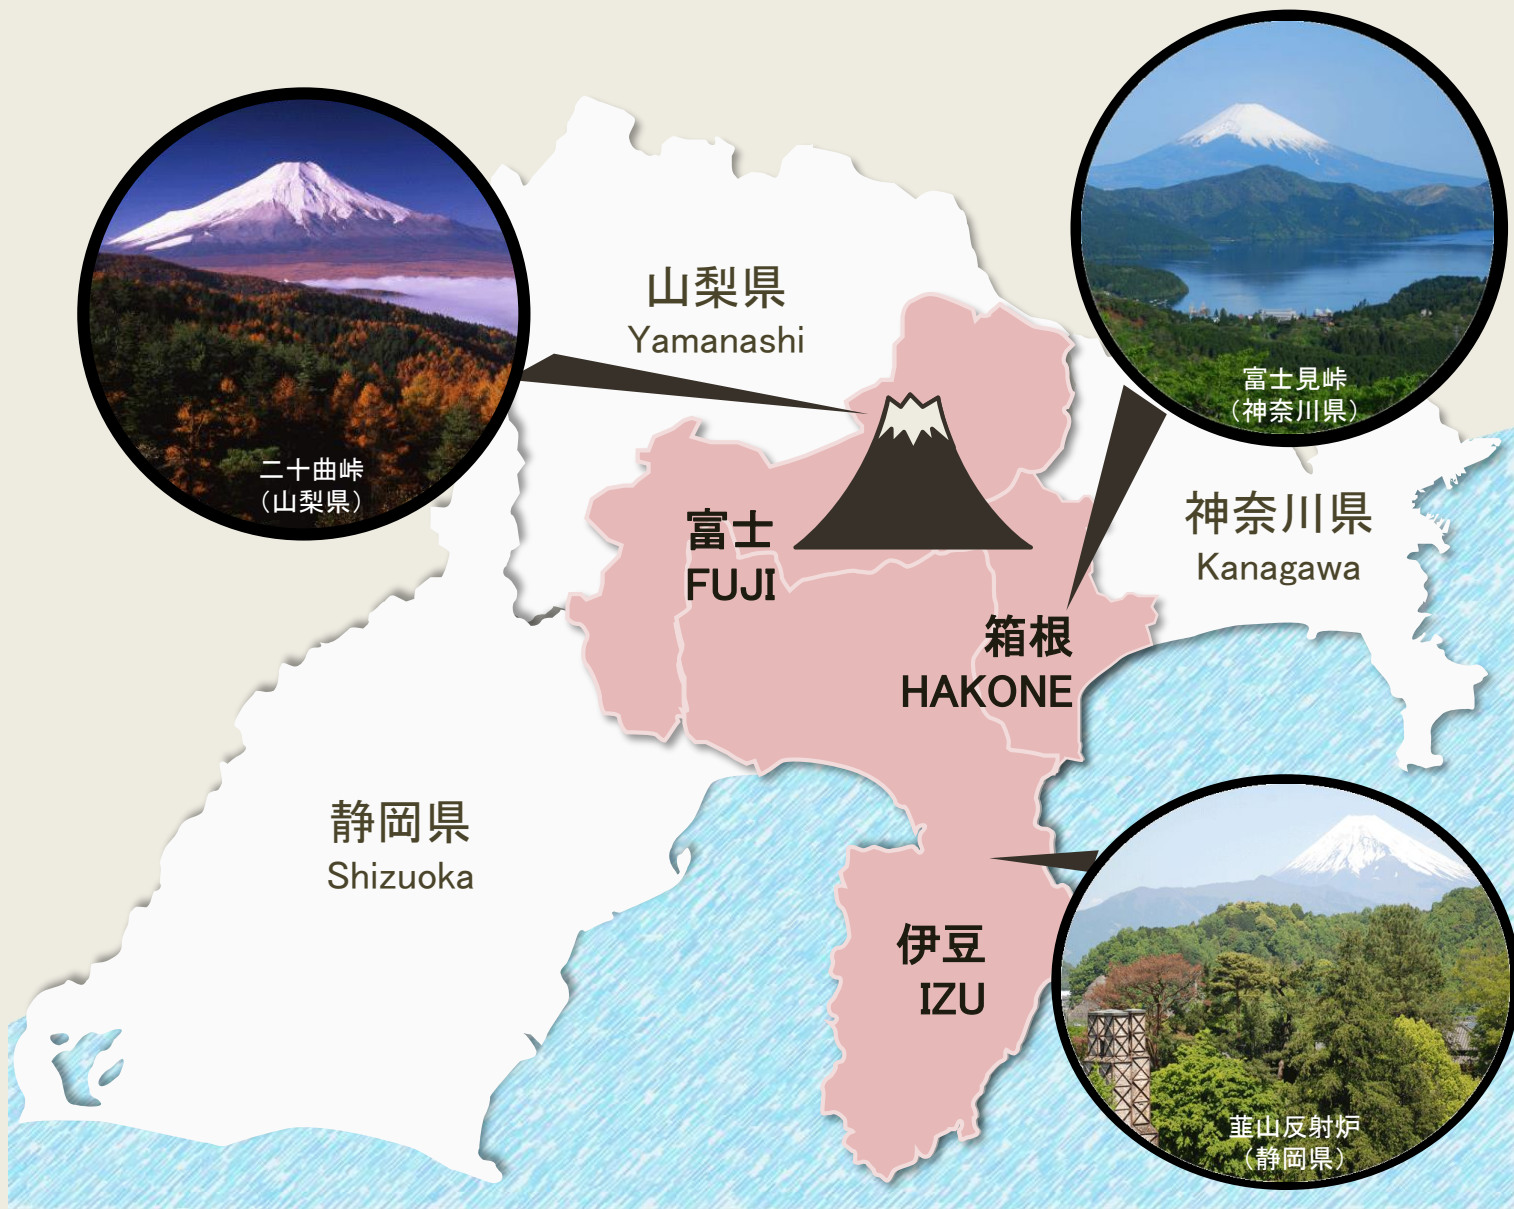 山梨県
Yamanashi
富士見峠
（神奈川県）
二十曲峠
（山梨県）
神奈川県
Kanagawa
富士
FUJI
箱根
HAKONE
静岡県
Shizuoka
伊豆
IZU
韮山反射炉
（静岡県）